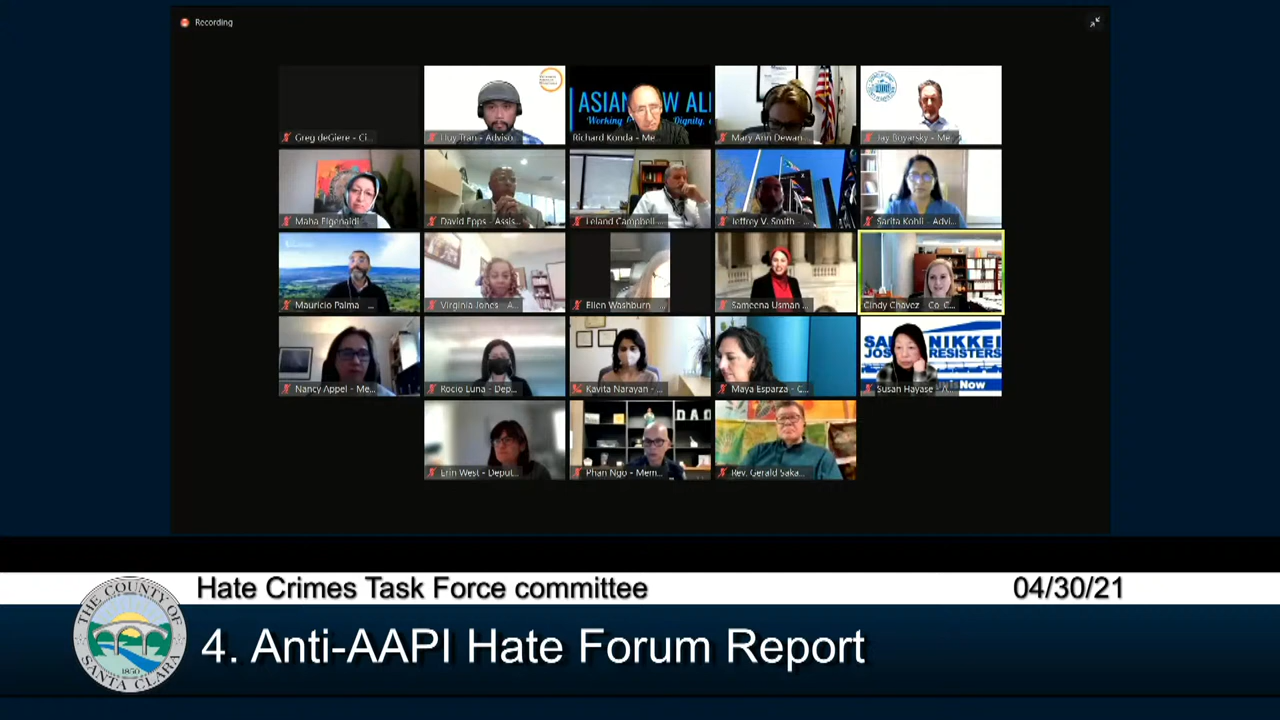 Recording
Greg deGiere - Ci...
Huy Tran - Adviso...
ASIAN
Working
Dignity,
Richard Konda - Me...
Mary Ann Dewan...
Jay Boyarsky - Me...
Maha Elgenaidi...
David Epps - Assis...
Leland Campbell...
Jeffrey V. Smith - ...
Sarita Kohli - Advi...
Mauricio Palma - ...
Virginia Jones - A...
Ellen Washburn - ...
Sameena Usman...
Cindy Chavez - Co_C...
Nancy Appel - Me...
Rocio Luna - Dep...
Kavita Narayan - ...
Maya Esparza - C...
NIKKEI
RESISTERS
Now
Susan Hayase - A...
Erin West - Deput...
Phan Ngo - Mem...
Rev. Gerald Saka...
Hate Crimes Task Force committee
04/30/21
4. Anti-AAPI Hate Forum Report
THE COUNTY OF
SANTA CLARA
1850